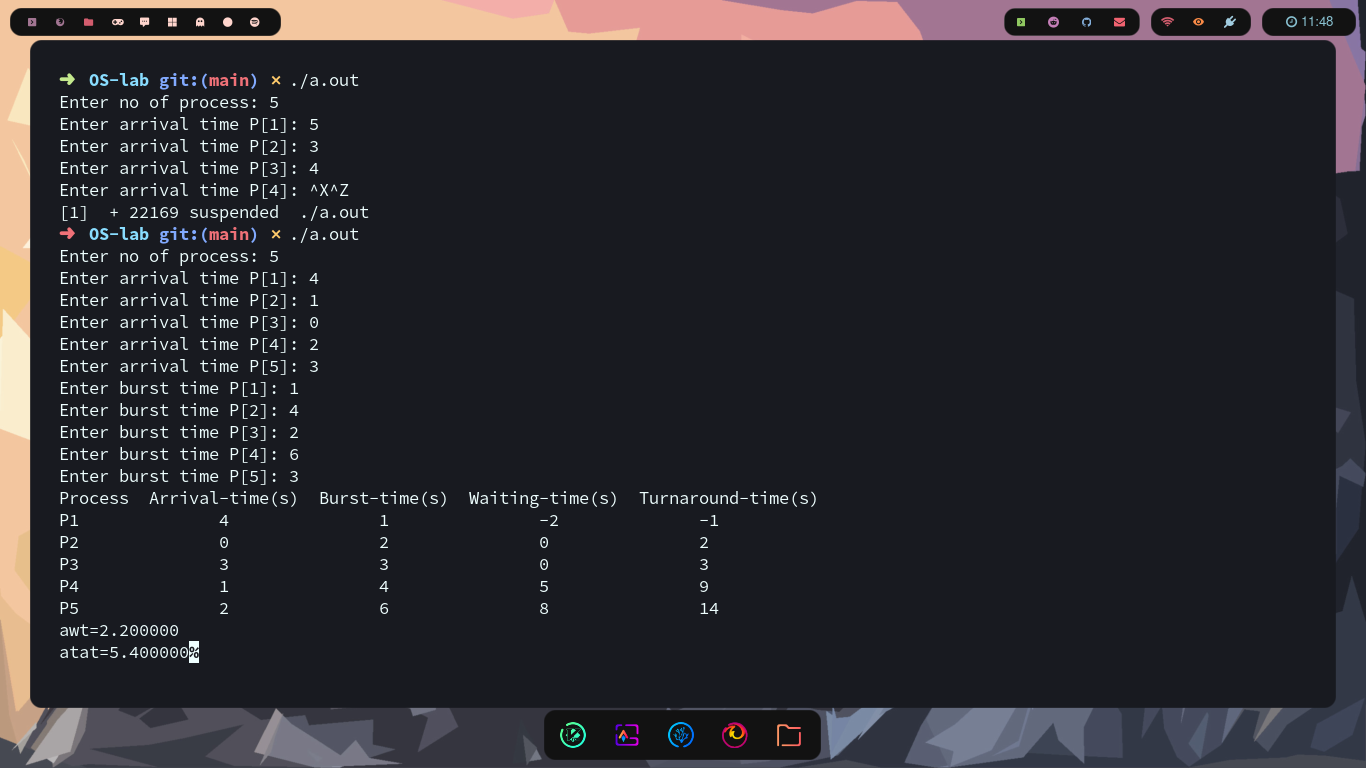 11:48
➜  OS-lab git:(main) × ./a.out
Enter no of process: 5
Enter arrival time P[1]: 5
Enter arrival time P[2]: 3
Enter arrival time P[3]: 4
Enter arrival time P[4]: ^X^Z
[1]  + 22169 suspended  ./a.out
➜  OS-lab git:(main) × ./a.out
Enter no of process: 5
Enter arrival time P[1]: 4
Enter arrival time P[2]: 1
Enter arrival time P[3]: 0
Enter arrival time P[4]: 2
Enter arrival time P[5]: 3
Enter burst time P[1]: 1
Enter burst time P[2]: 4
Enter burst time P[3]: 2
Enter burst time P[4]: 6
Enter burst time P[5]: 3
Process  Arrival-time(s)  Burst-time(s)  Waiting-time(s)  Turnaround-time(s)
P1              4               1               -2              -1
P2              0               2               0               2
P3              3               3               0               3
P4              1               4               5               9
P5              2               6               8               14
awt=2.200000
atat=5.400000%